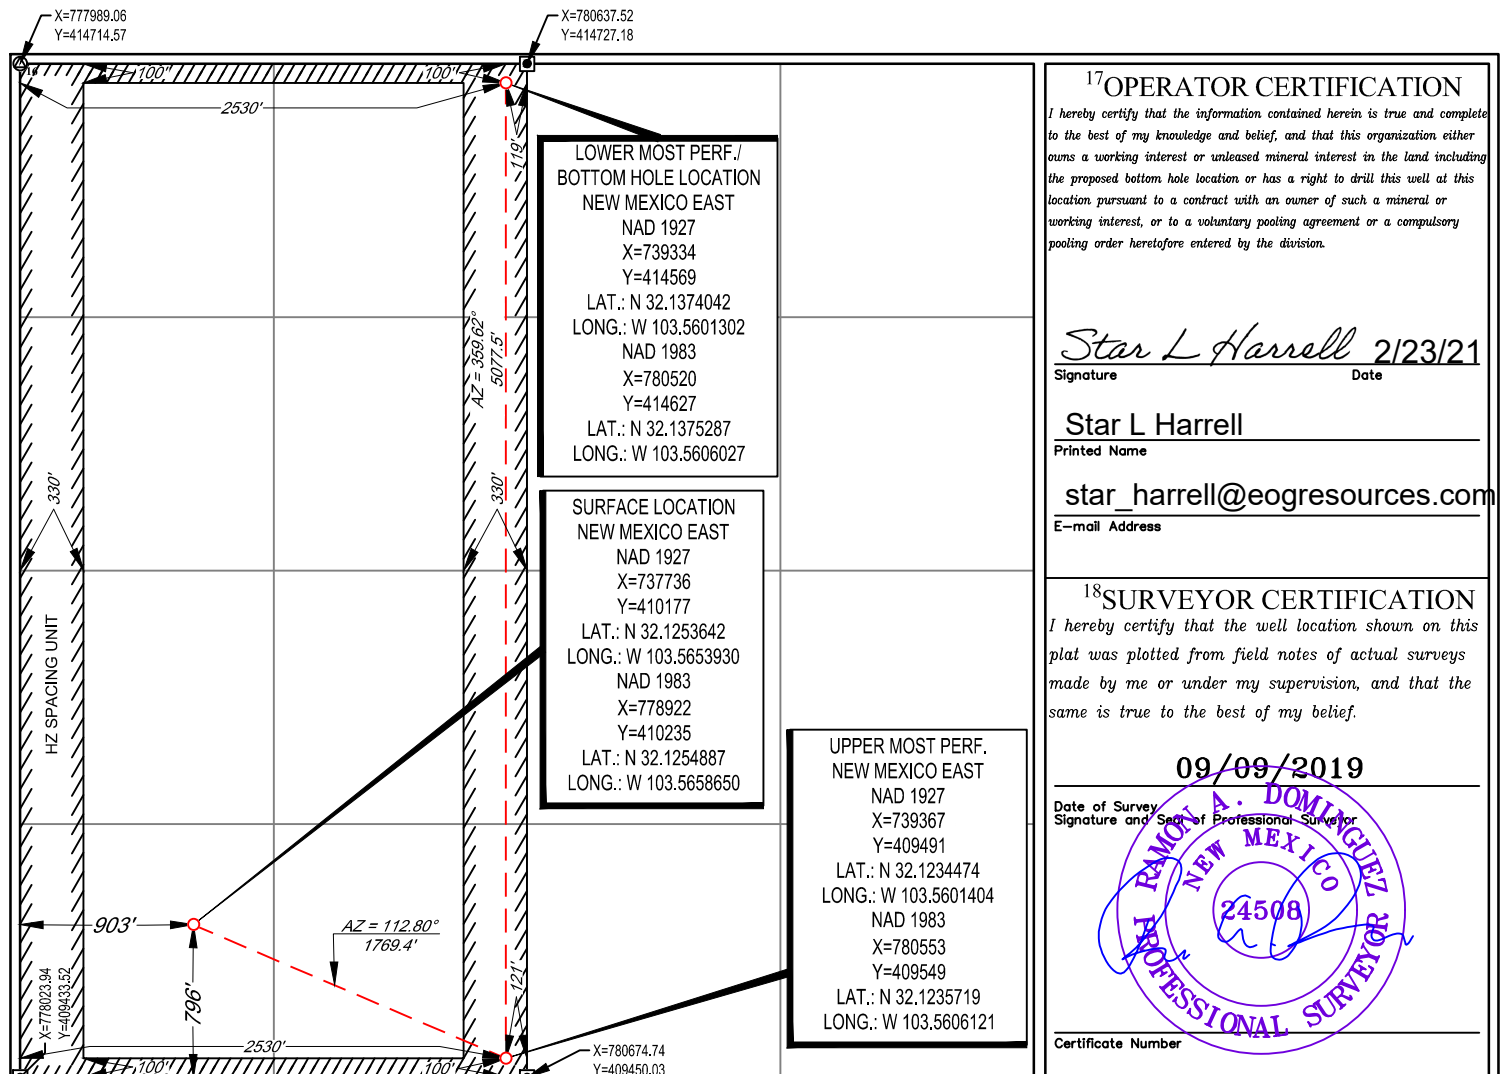 X=777989.06
Y=414714.57
X=780637.52
Y=414727.18
100'
100'
2530'
119'
LOWER MOST PERF./
BOTTOM HOLE LOCATION
NEW MEXICO EAST
NAD 1927
X=739334
Y=414569
LAT.: N 32.1374042
LONG.: W 103.5601302
NAD 1983
X=780520
Y=414627
LAT.: N 32.1375287
LONG.: W 103.5606027
AZ = 359.62°
5077.5'
330'
330'
HZ SPACING UNIT
SURFACE LOCATION
NEW MEXICO EAST
NAD 1927
X=737736
Y=410177
LAT.: N 32.1253642
LONG.: W 103.5653930
NAD 1983
X=778922
Y=410235
LAT.: N 32.1254887
LONG.: W 103.5658650
UPPER MOST PERF.
NEW MEXICO EAST
NAD 1927
X=739367
Y=409491
LAT.: N 32.1234474
LONG.: W 103.5601404
NAD 1983
X=780553
Y=409549
LAT.: N 32.1235719
LONG.: W 103.5606121
903'
AZ = 112.80°
1769.4'
796'
121'
X=778023.94
Y=409433.52
2530'
100'
100'
X=780674.74
Y=409450.03
17OPERATOR CERTIFICATION
I hereby certify that the information contained herein is true and complete
to the best of my knowledge and belief, and that this organization either
owns a working interest or unleased mineral interest in the land including
the proposed bottom hole location or has a right to drill this well at this
location pursuant to a contract with an owner of such a mineral or
working interest, or to a voluntary pooling agreement or a compulsory
pooling order heretofore entered by the division.
Star L Harrell 2/23/21
Signature Date
Star L Harrell
Printed Name
star_harrell@eogresources.com
E-mail Address
18SURVEYOR CERTIFICATION
I hereby certify that the well location shown on this
plat was plotted from field notes of actual surveys
made by me or under my supervision, and that the
same is true to the best of my belief.
09/09/2019
Date of Survey
Signature and Seal of Professional Surveyor
RAMON A. DOMINGUEZ
NEW MEXICO
24508
PROFESSIONAL SURVEYOR
Certificate Number